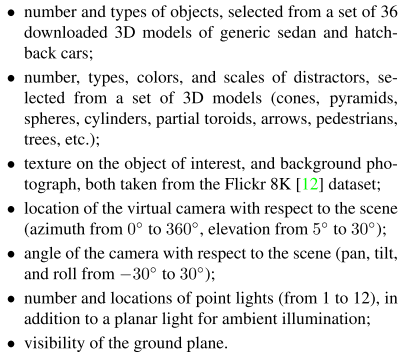 • number and types of objects, selected from a set of 36
downloaded 3D models of generic sedan and hatch-
back cars;
• number, types, colors, and scales of distractors, se-
lected from a set of 3D models (cones, pyramids,
spheres, cylinders, partial toroids, arrows, pedestrians,
trees, etc.);
• texture on the object of interest, and background pho-
tograph, both taken from the Flickr 8K [12] dataset;
• location of the virtual camera with respect to the scene
(azimuth from 0° to 360°, elevation from 5° to 30°);
• angle of the camera with respect to the scene (pan, tilt,
and roll from −30° to 30°);
• number and locations of point lights (from 1 to 12), in
addition to a planar light for ambient illumination;
• visibility of the ground plane.